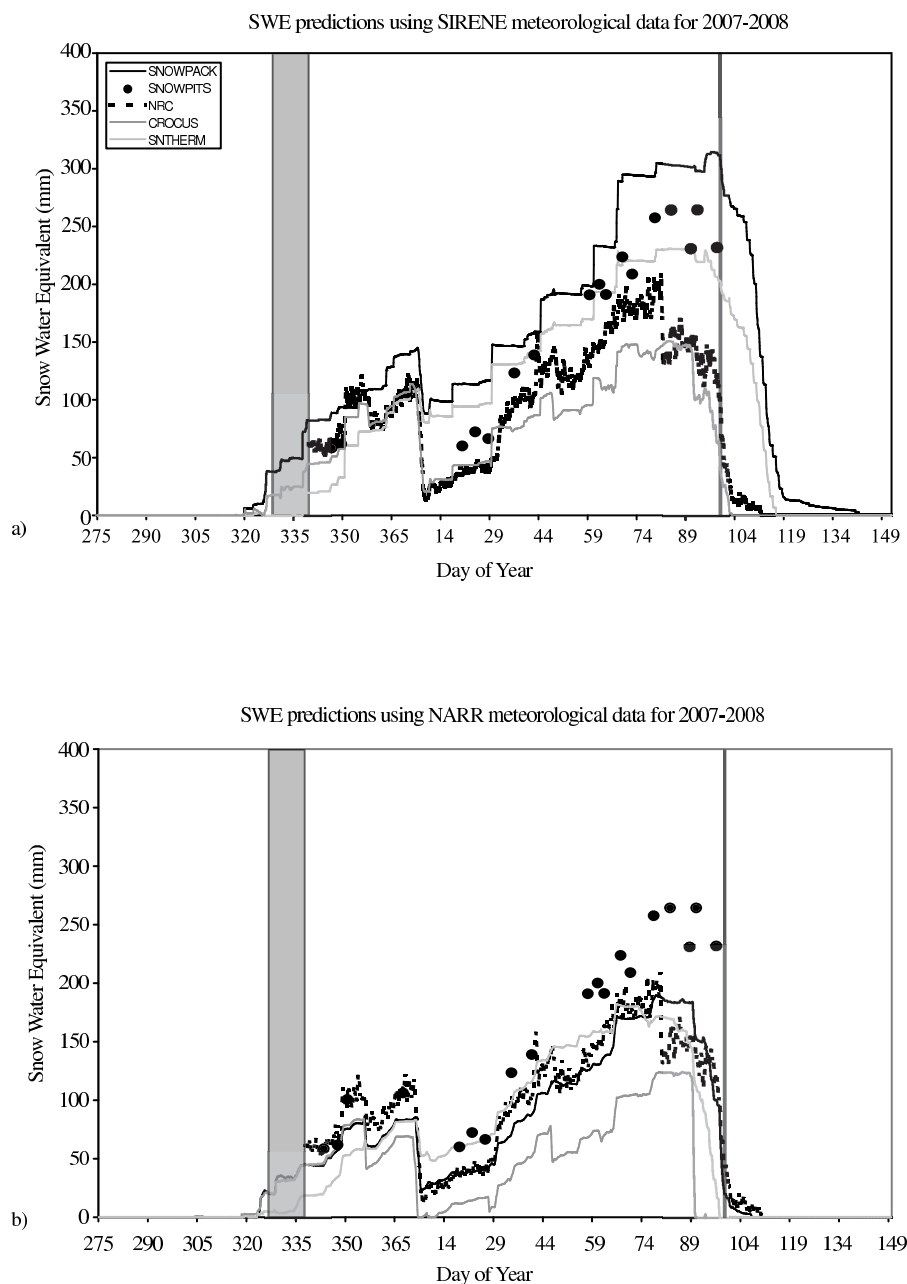 SWE predictions using SIRENE meteorological data for 2007-2008
400
350
300
250
200
150
100
50
0
Snow Water Equivalent (mm)
SNOWPACK
SNOWPITS
NRC
CROCUS
SNTHERM
275 290 305 320 335 350 365 14 29 44 59 74 89 104 119 134 149
a)
Day of Year
SWE predictions using NARR meteorological data for 2007-2008
400
350
300
250
200
150
100
50
0
Snow Water Equivalent (mm)
275 290 305 320 335 350 365 14 29 44 59 74 89 104 119 134 149
b)
Day of Year